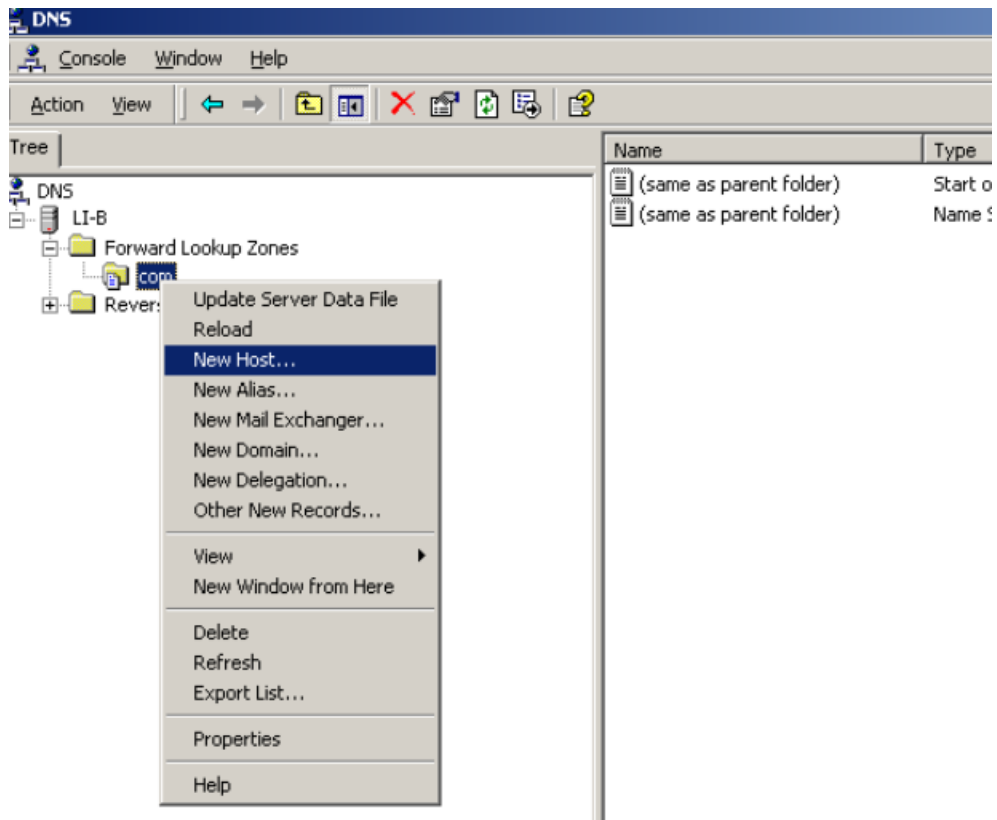 DNS
Console Window Help
Action View
Tree
Name Type
DNS
(same as parent folder) Start o
LI-B
(same as parent folder) Name S
Forward Lookup Zones
com
Revers
Update Server Data File
Reload
New Host...
New Alias...
New Mail Exchanger...
New Domain...
New Delegation...
Other New Records...
View
New Window from Here
Delete
Refresh
Export List...
Properties
Help